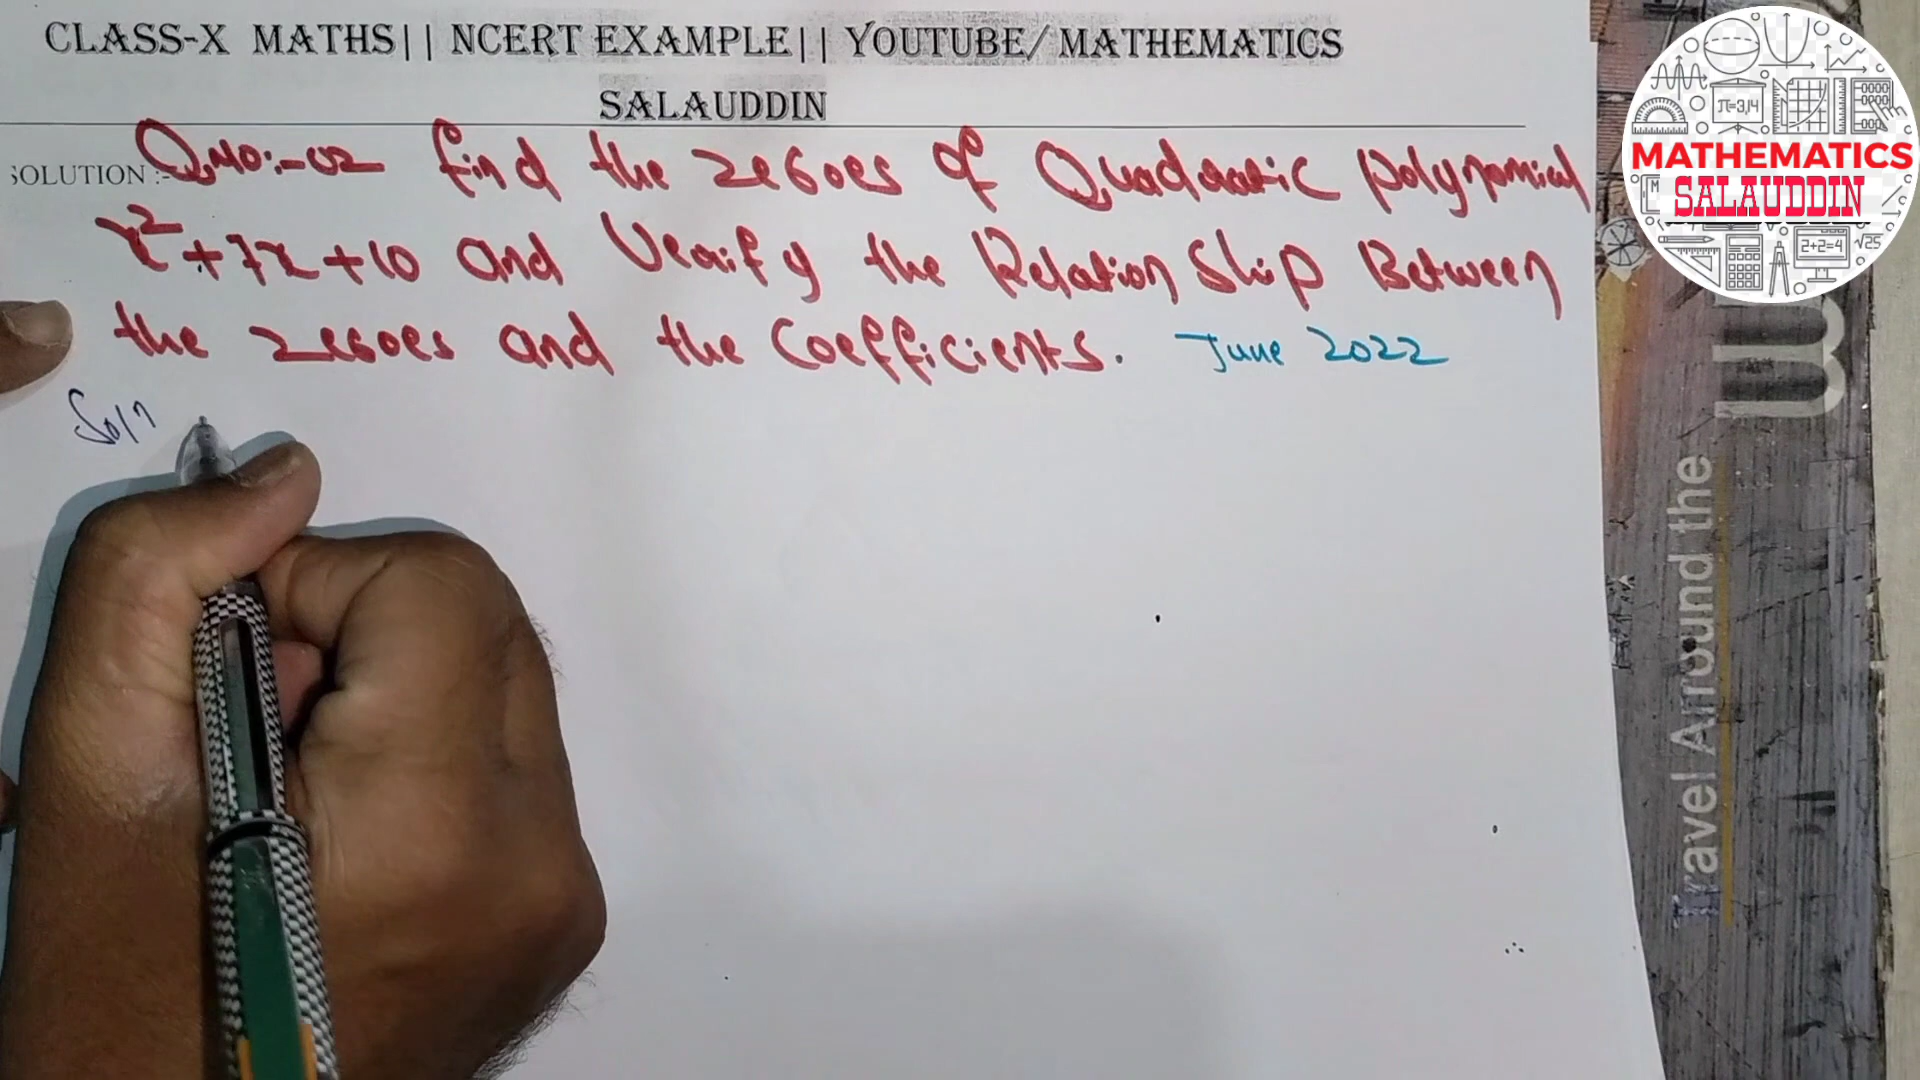 CLASS-X MATHS|| NCERT EXAMPLE|| YOUTUBE/MATHEMATICS
SALAUDDIN
SOLUTION :-
Q.NO:-02 find the zeroes of Quadratic polynomial
x²+7x+10 and Verify the Relationship Between
the zeroes and the Coefficients. June 2022
Soln
MATHEMATICS
SALAUDDIN
π=3,14
2+2=4
√25
Travel Arround the